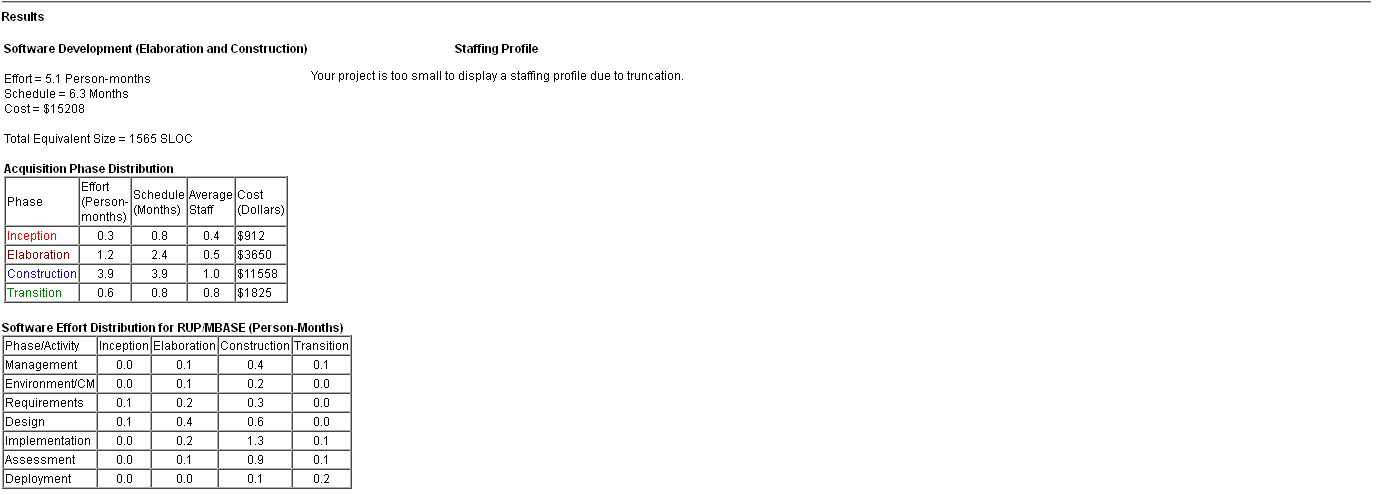 Results
Software Development (Elaboration and Construction)
Staffing Profile
Effort = 5.1 Person-months
Schedule = 6.3 Months
Cost = $15208
Your project is too small to display a staffing profile due to truncation.
Total Equivalent Size = 1565 SLOC
Acquisition Phase Distribution
Phase Effort (Person-months) Schedule (Months) Average Staff Cost (Dollars)
Inception 0.3 0.8 0.4 $912
Elaboration 1.2 2.4 0.5 $3650
Construction 3.9 3.9 1.0 $11558
Transition 0.6 0.8 0.8 $1825
Software Effort Distribution for RUP/MBASE (Person-Months)
Phase/Activity Inception Elaboration Construction Transition
Management 0.0 0.1 0.4 0.1
Environment/CM 0.0 0.1 0.2 0.0
Requirements 0.1 0.2 0.3 0.0
Design 0.1 0.4 0.6 0.0
Implementation 0.0 0.2 1.3 0.1
Assessment 0.0 0.1 0.9 0.1
Deployment 0.0 0.0 0.1 0.2